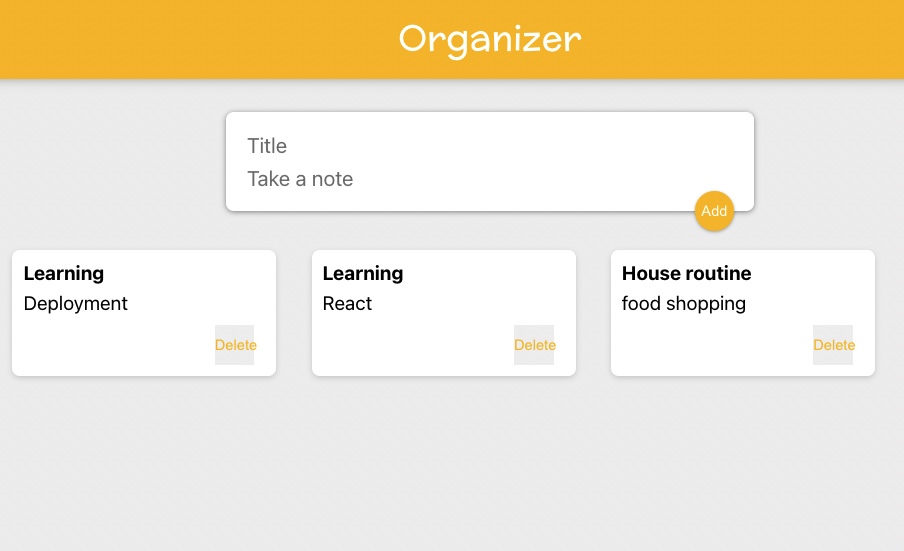 Organizer
Title
Take a note
Add
Learning
Deployment
Delete
Learning
React
Delete
House routine
food shopping
Delete